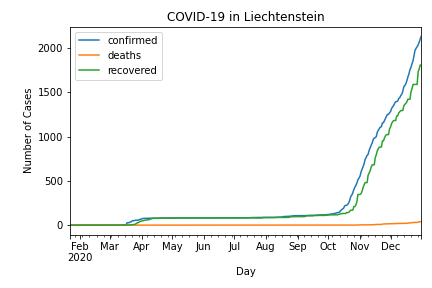 COVID-19 in Liechtenstein
confirmed
deaths
recovered
Number of Cases
2000
1500
1000
500
0
Feb Mar Apr May Jun Jul Aug Sep Oct Nov Dec
2020
Day